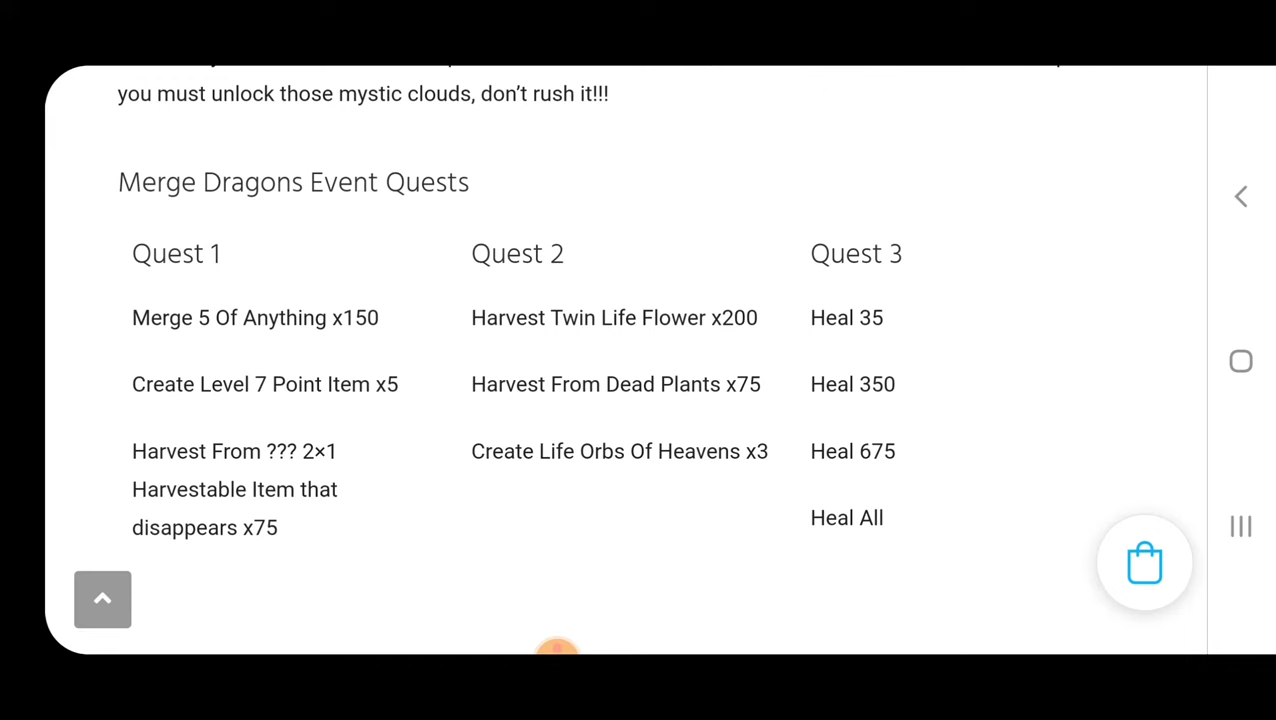 you must unlock those mystic clouds, don’t rush it!!!
Merge Dragons Event Quests
Quest 1
Merge 5 Of Anything x150
Create Level 7 Point Item x5
Harvest From ??? 2×1
Harvestable Item that
disappears x75
Quest 2
Harvest Twin Life Flower x200
Harvest From Dead Plants x75
Create Life Orbs Of Heavens x3
Quest 3
Heal 35
Heal 350
Heal 675
Heal All